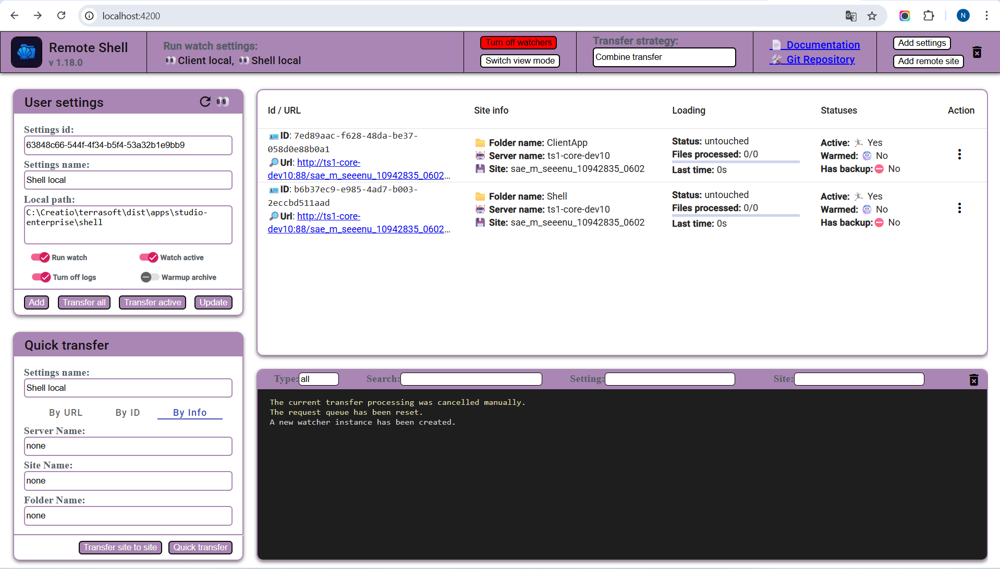 localhost:4200
N
Remote Shell
v 1.18.0
Run watch settings:
👀Client local, 👀Shell local
Turn off watchers
Switch view mode
Transfer strategy:
Combine transfer
Documentation
Git Repository
Add settings
Add remote site
User settings
Settings id:
63848c66-544f-4f34-b5f4-53a32b1e9bb9
Settings name:
Shell local
Local path:
C:\Creatio\terrasoft\dist\apps\studio-
enterprise\shell
Run watch
Watch active
Turn off logs
Warmup archive
Add
Transfer all
Transfer active
Update
Quick transfer
Settings name:
Shell local
By URL
By ID
By Info
Server Name:
none
Site Name:
none
Folder Name:
none
Transfer site to site
Quick transfer
Id / URL
Site info
Loading
Statuses
Action
ID: 7ed89aac-f628-48da-be37-
058d0e88b0a1
Url: http://ts1-core-
dev10:88/sae_m_seeenu_10942835_0602...
Folder name: ClientApp
Server name: ts1-core-dev10
Site: sae_m_seeenu_10942835_0602
Status: untouched
Files processed: 0/0
Last time: 0s
Active: Yes
Warmed: No
Has backup: No
ID: b6b37ec9-e985-4ad7-b003-
2eccbd511aad
Url: http://ts1-core-
dev10:88/sae_m_seeenu_10942835_0602...
Folder name: Shell
Server name: ts1-core-dev10
Site: sae_m_seeenu_10942835_0602
Status: untouched
Files processed: 0/0
Last time: 0s
Active: Yes
Warmed: No
Has backup: No
Type: all
Search:
Setting:
Site:
The current transfer processing was cancelled manually.
The request queue has been reset.
A new watcher instance has been created.